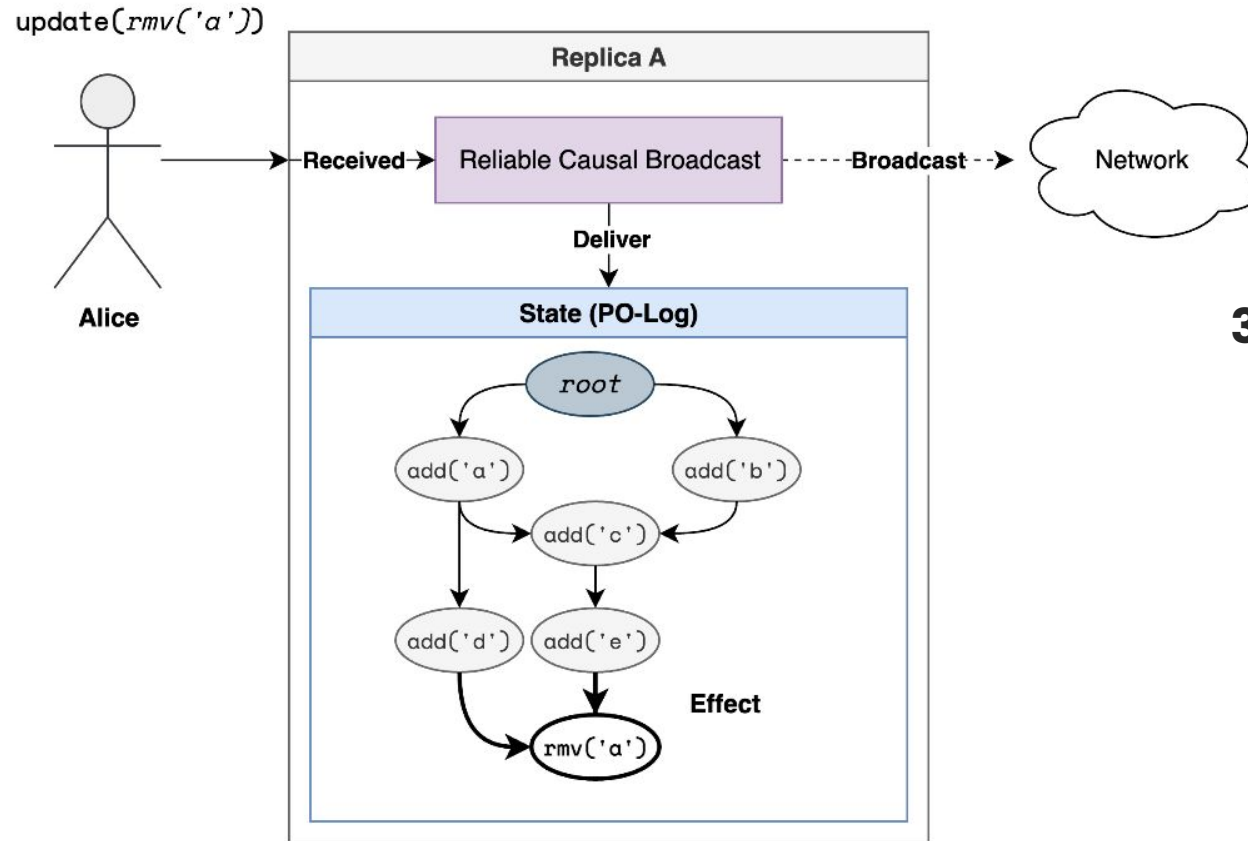 update(rmv('a'))
Replica A
Received
Reliable Causal Broadcast
Broadcast
Network
Deliver
Alice
State (PO-Log)
3
root
add('a')
add('b')
add('c')
add('d')
add('e')
Effect
rmv('a')